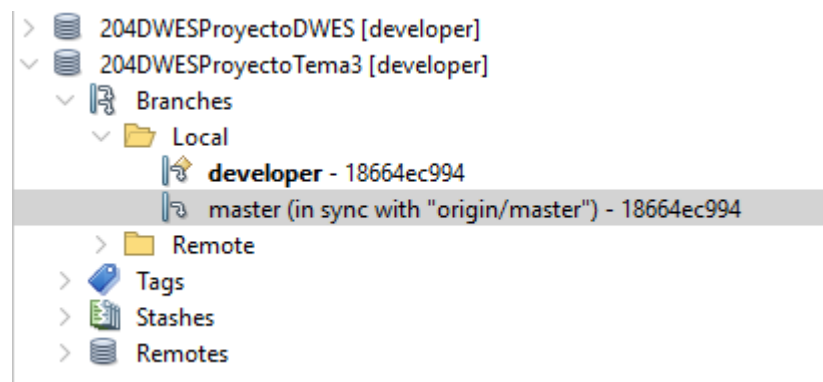 204DWESProyectoDWES [developer]
204DWESProyectoTema3 [developer]
Branches
Local
developer - 18664ec994
master (in sync with "origin/master") - 18664ec994
Remote
Tags
Stashes
Remotes